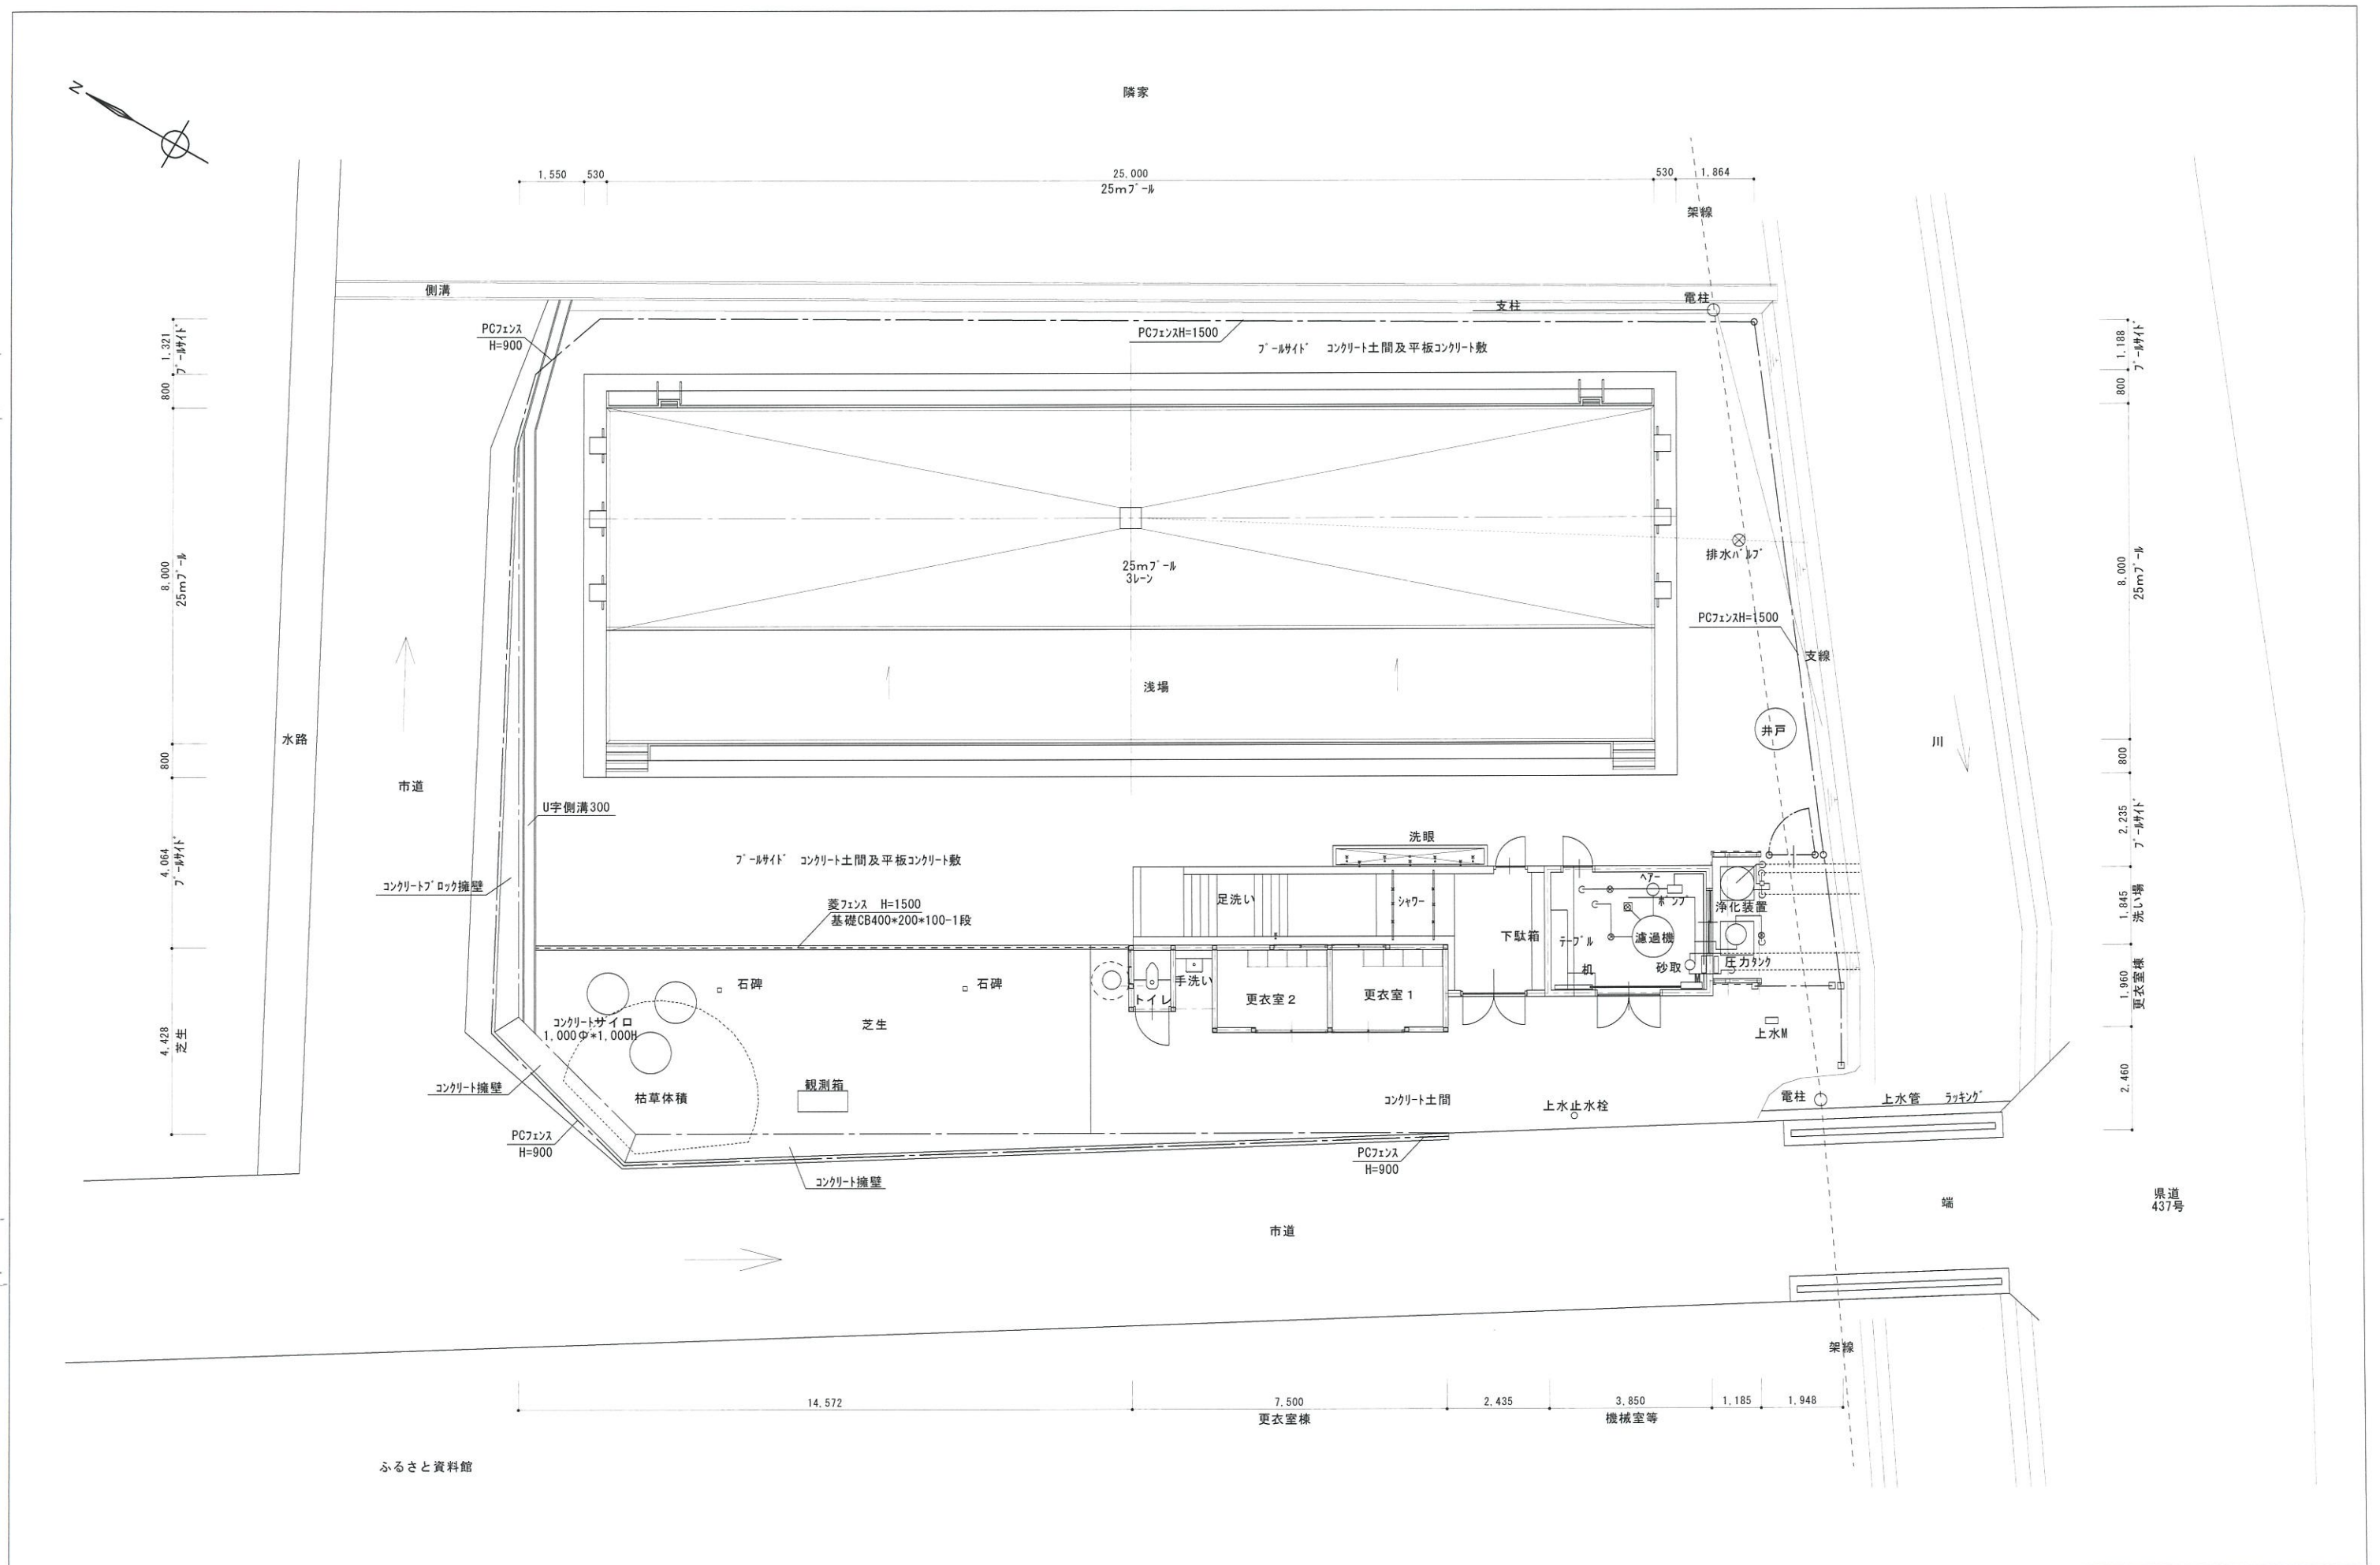 N
隣家
1,550
530
25,000
530
1,864
25mプール
架線
側溝
支柱
電柱
PCフェンス
H=900
PCフェンスH=1500
プールサイド コンクリート土間及平板コンクリート敷
1,321
プールサイド
800
8,000
25mプール
800
4,064
プールサイド
4,428
芝生
1,188
プールサイド
800
8,000
25mプール
800
2,235
プールサイド
1,845
洗い場
1,960
更衣室棟
2,460
25mプール
3レーン
排水バルブ
PCフェンスH=1500
支線
浅場
井戸
川
水路
市道
U字側溝300
洗眼
プールサイド コンクリート土間及平板コンクリート敷
コンクリートブロック擁壁
菱フェンス H=1500
基礎CB400*200*100-1段
足洗い
シャワー
下駄箱
テーブル
机
ヘアー
ポンプ
濾過機
砂取
M
浄化装置
圧力タンク
石碑
石碑
トイレ
手洗い
更衣室2
更衣室1
コンクリートサイロ
1,000Φ*1,000H
芝生
上水M
コンクリート擁壁
枯草体積
観測箱
コンクリート土間
上水止水栓
電柱
上水管 ラッキング
PCフェンス
H=900
コンクリート擁壁
PCフェンス
H=900
県道
437号
端
市道
架線
14,572
7,500
2,435
3,850
1,185
1,948
更衣室棟
機械室等
ふるさと資料館